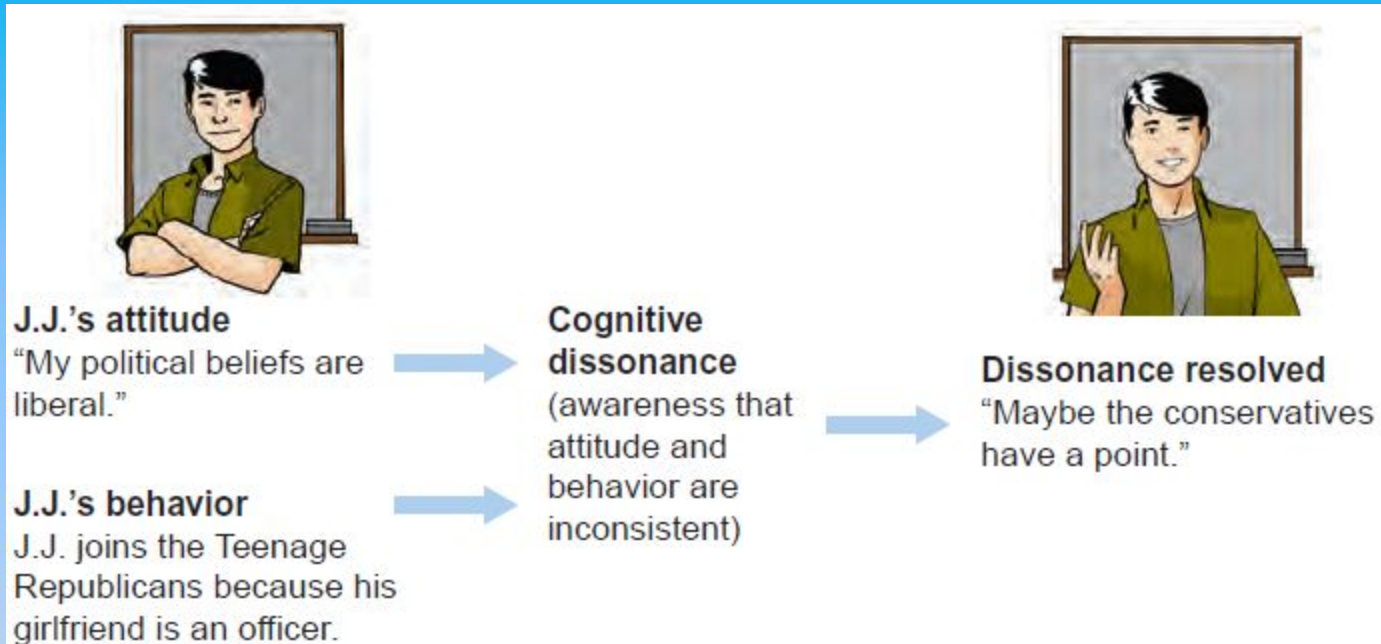 J.J.’s attitude
“My political beliefs are
liberal.”
J.J.’s behavior
J.J. joins the Teenage
Republicans because his
girlfriend is an officer.
Cognitive
dissonance
(awareness that
attitude and
behavior are
inconsistent)
Dissonance resolved
“Maybe the conservatives
have a point.”